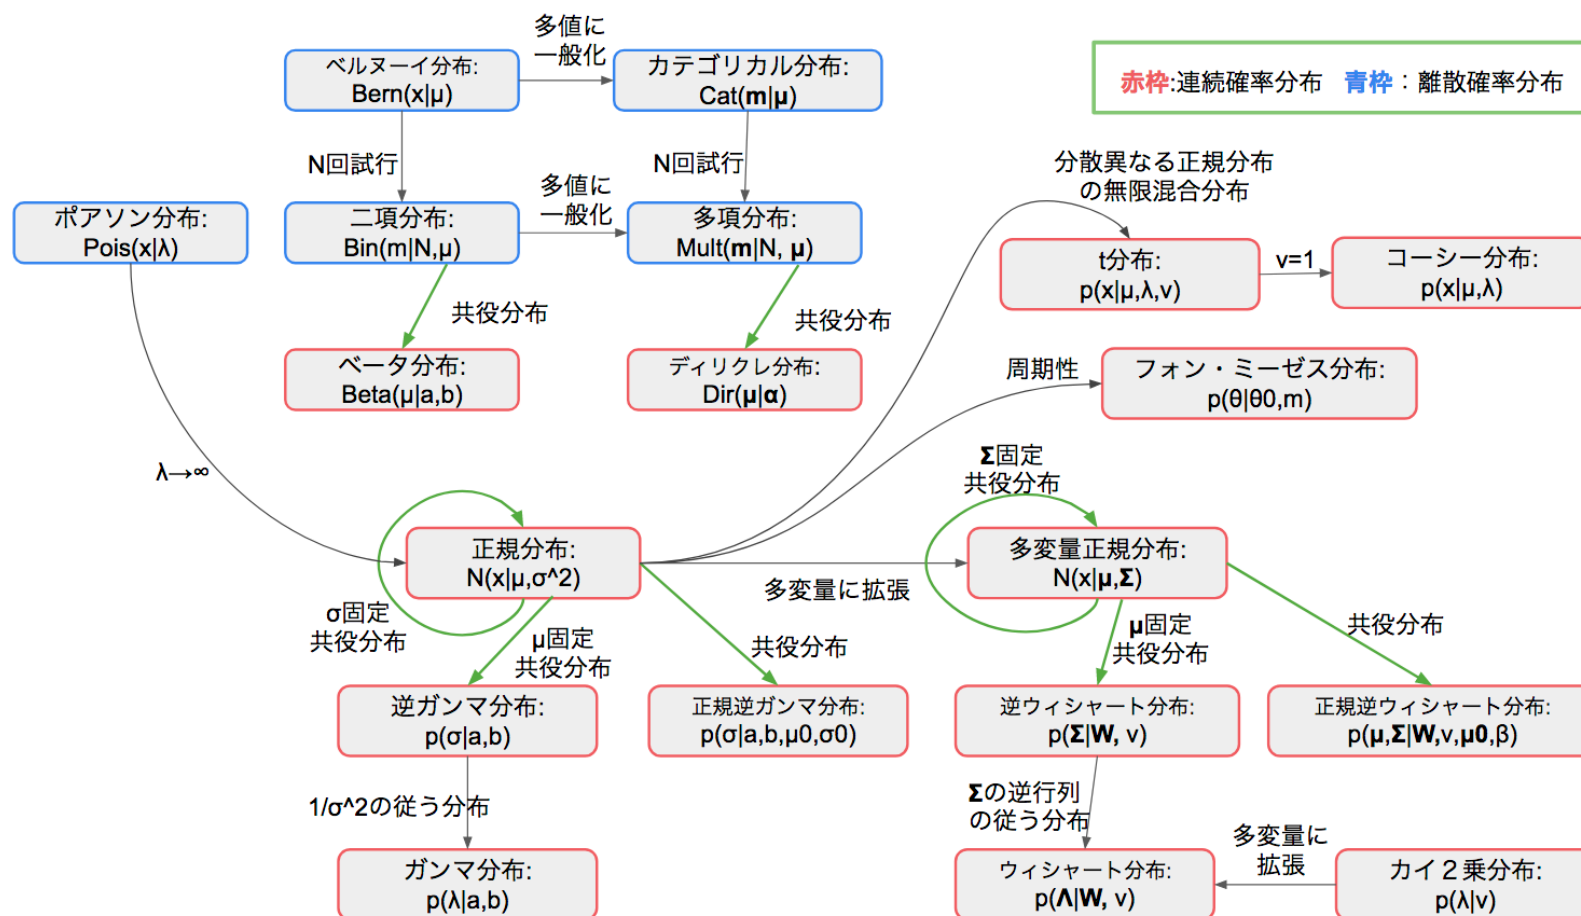 多値に
一般化
ベルヌーイ分布:
Bern(x|μ)
カテゴリカル分布:
Cat(m|μ)
赤枠:連続確率分布 青枠：離散確率分布
N回試行
N回試行
分散異なる正規分布
の無限混合分布
多値に
一般化
ポアソン分布:
Pois(x|λ)
二項分布:
Bin(m|N,μ)
多項分布:
Mult(m|N, μ)
t分布:
p(x|μ,λ,ν)
ν=1
コーシー分布:
p(x|μ,λ)
共役分布
共役分布
ベータ分布:
Beta(μ|a,b)
ディリクレ分布:
Dir(μ|α)
周期性
フォン・ミーゼス分布:
p(θ|θ0,m)
λ→∞
Σ固定
共役分布
正規分布:
N(x|μ,σ^2)
多変量に拡張
多変量正規分布:
N(x|μ,Σ)
σ固定
共役分布
μ固定
共役分布
共役分布
μ固定
共役分布
共役分布
逆ガンマ分布:
p(σ|a,b)
正規逆ガンマ分布:
p(σ|a,b,μ0,σ0)
逆ウィシャート分布:
p(Σ|W, ν)
正規逆ウィシャート分布:
p(μ,Σ|W,ν,μ0,β)
1/σ^2の従う分布
Σの逆行列
の従う分布
多変量に
拡張
ガンマ分布:
p(λ|a,b)
ウィシャート分布:
p(Λ|W, ν)
カイ２乗分布:
p(λ|ν)